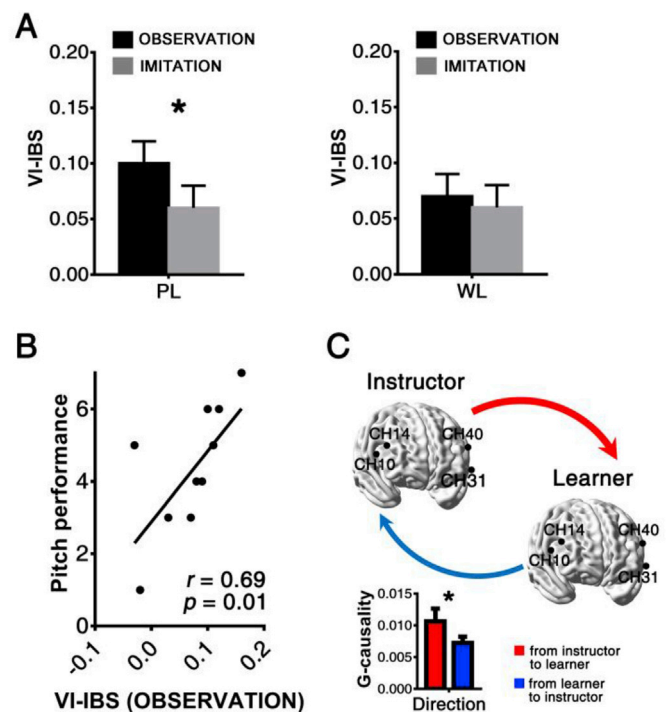 A
OBSERVATION
IMITATION
VI-IBS
0.20
0.15
0.10
0.05
0.00
*
PL
OBSERVATION
IMITATION
VI-IBS
0.20
0.15
0.10
0.05
0.00
WL
B
Pitch performance
6
4
2
0
r = 0.69
p = 0.01
-0.1
0.0
0.1
0.2
VI-IBS (OBSERVATION)
C
Instructor
CH14
CH40
CH10
CH31
Learner
CH14
CH40
CH10
CH31
G-causality
0.015
0.010
0.005
0.000
*
Direction
from instructor
to learner
from learner
to instructor